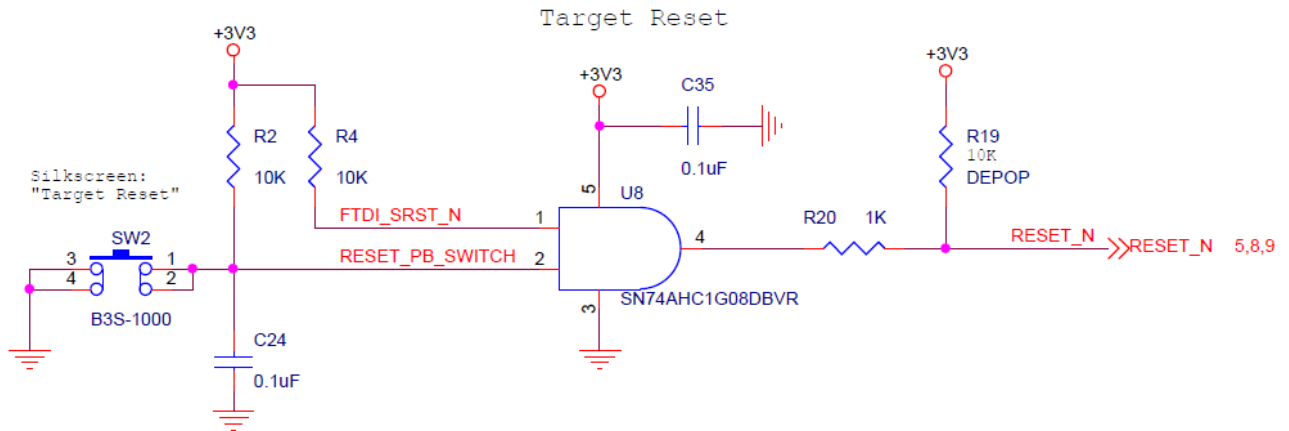 Target Reset
+3V3
+3V3
+3V3
C35
0.1uF
R2
10K
R4
10K
R19
10K
DEPOP
Silkscreen:
"Target Reset"
SW2
3
4
1
2
B3S-1000
FTDI_SRST_N
RESET_PB_SWITCH
1
2
5
U8
4
3
SN74AHC1G08DBVR
R20 1K
RESET_N
RESET_N 5,8,9
C24
0.1uF